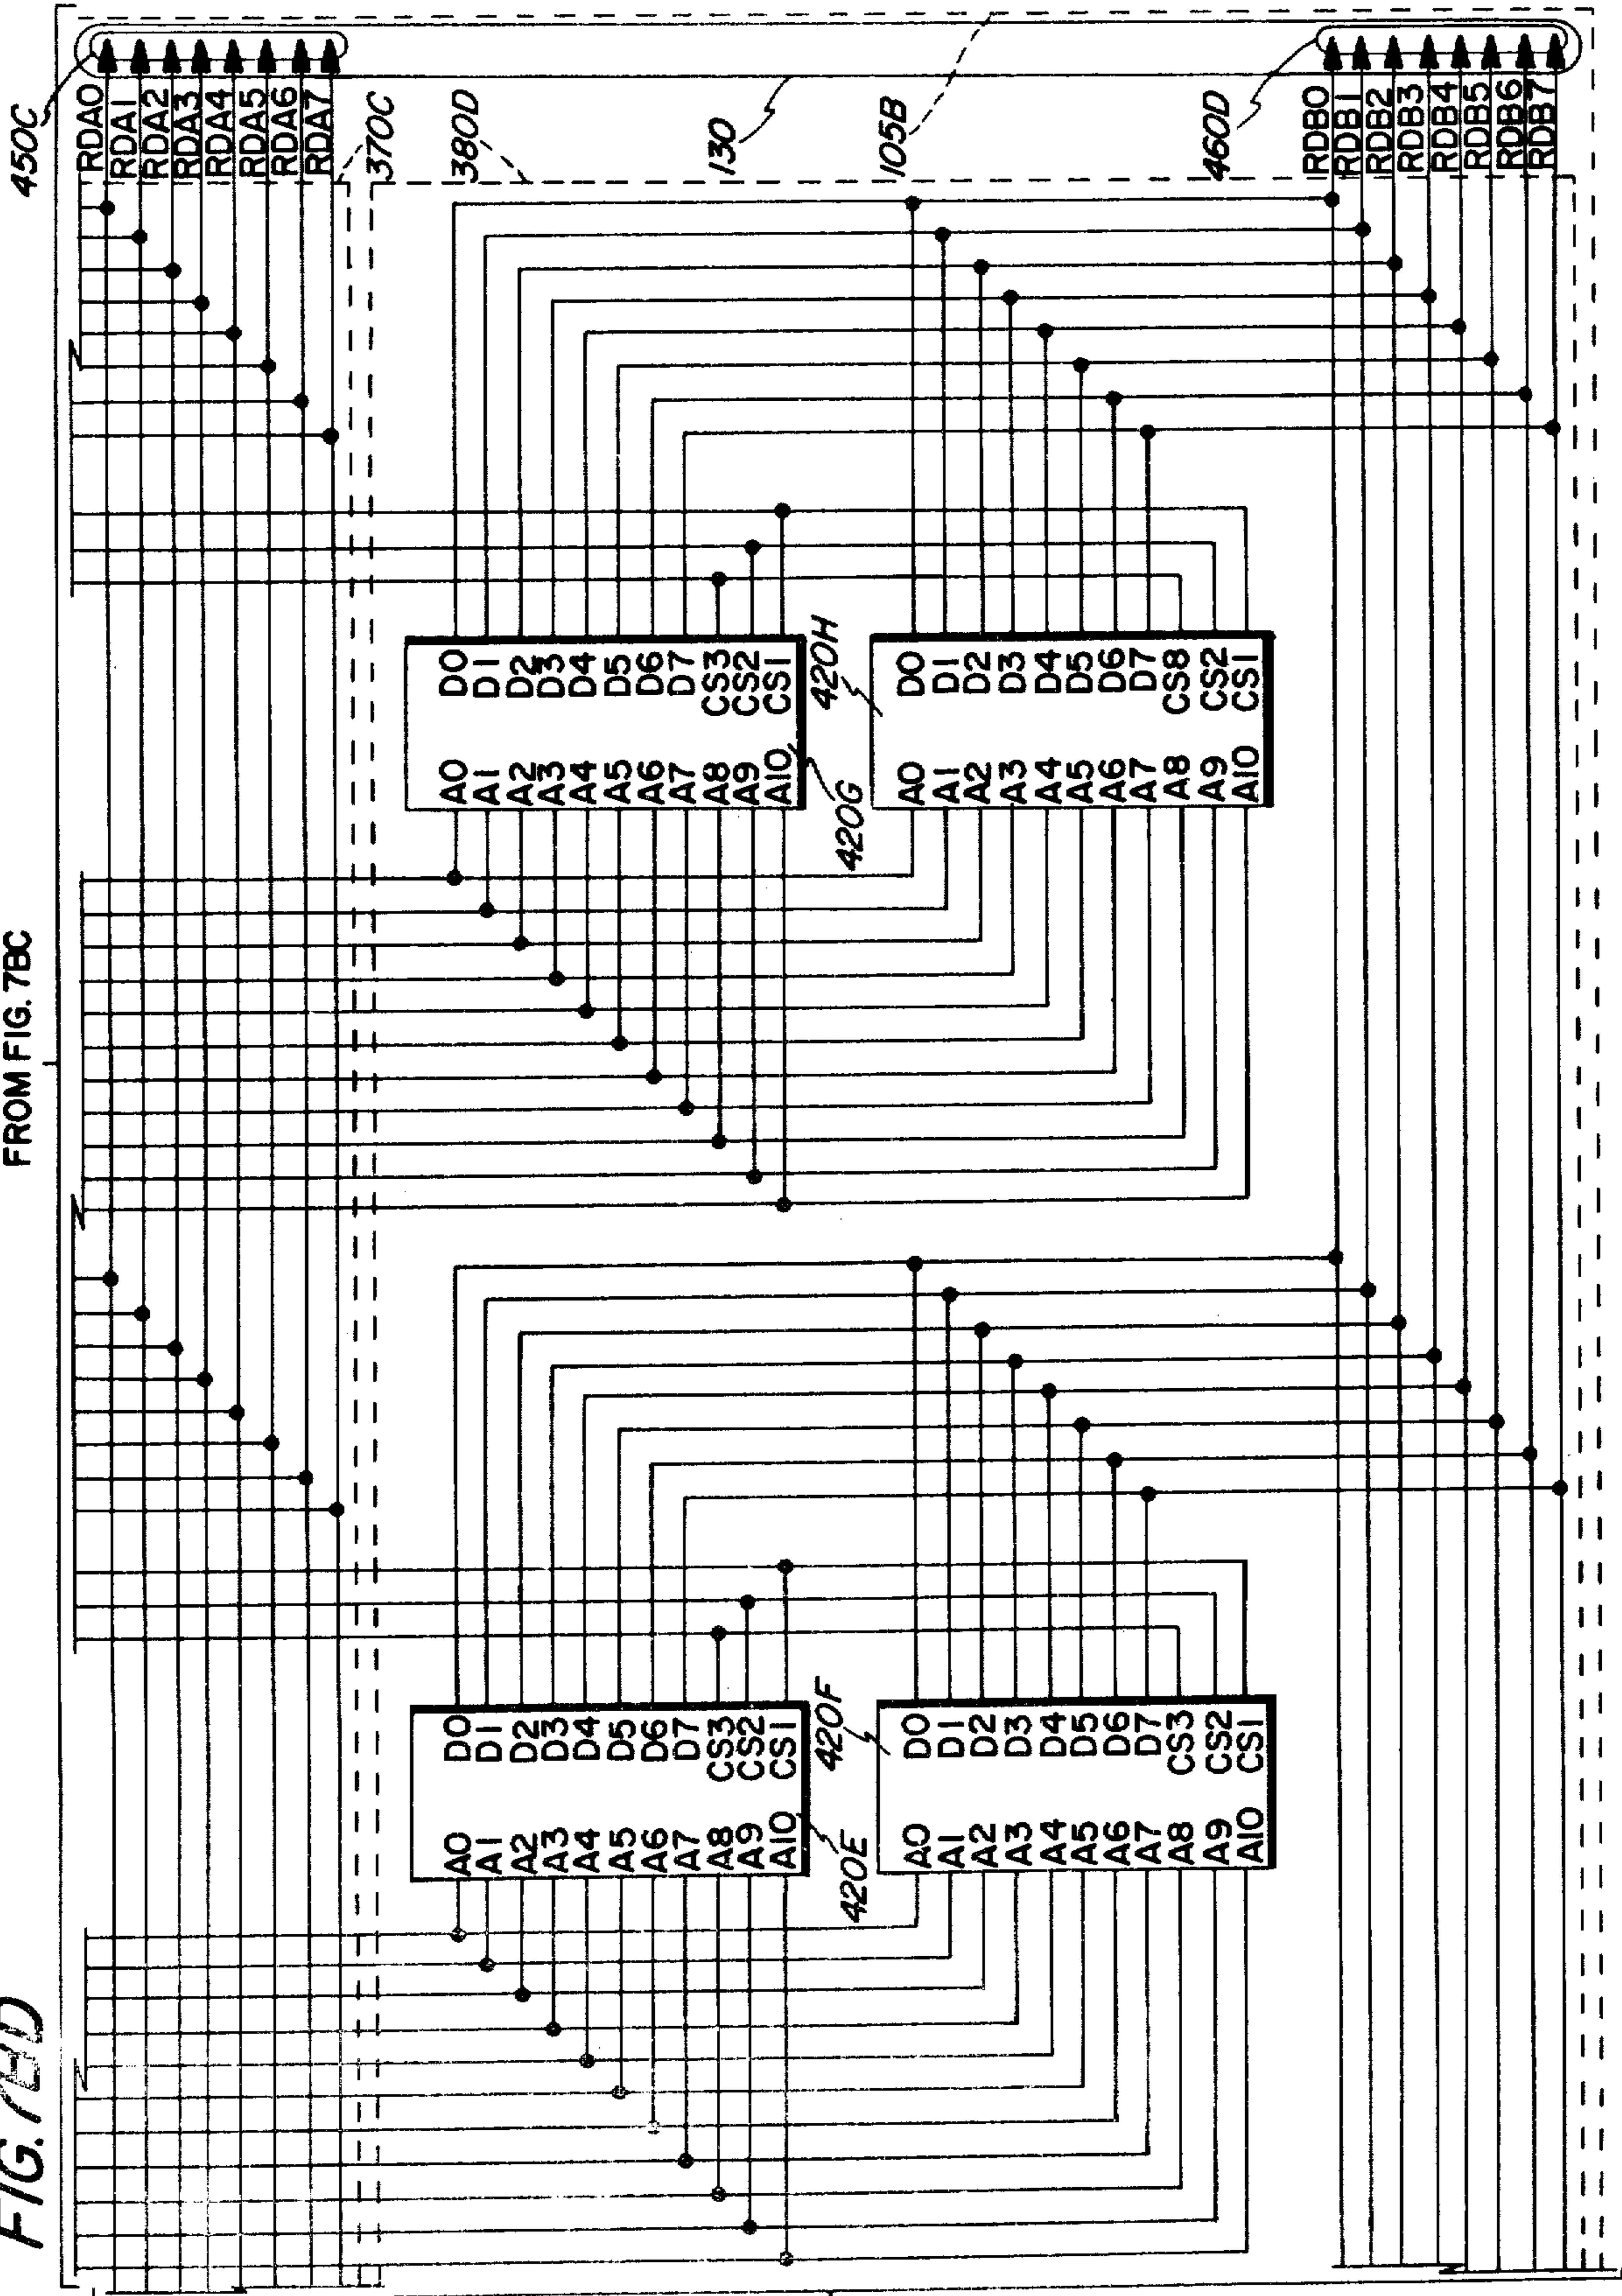 FIG. 7BD
FROM FIG. 7BC
450C
RDA0
RDA1
RDA2
RDA3
RDA4
RDA5
RDA6
RDA7
370C
380D
130
105B
460D
RDB0
RDB1
RDB2
RDB3
RDB4
RDB5
RDB6
RDB7
A0 D0
A1 D1
A2 D2
A3 D3
A4 D4
A5 D5
A6 D6
A7 D7
A8 CS3
A9 CS2
A10 CS1
420G
420H
A0 D0
A1 D1
A2 D2
A3 D3
A4 D4
A5 D5
A6 D6
A7 D7
A8 CS8
A9 CS2
A10 CS1
A0 D0
A1 D1
A2 D2
A3 D3
A4 D4
A5 D5
A6 D6
A7 D7
A8 CS3
A9 CS2
A10 CS1
420E
420F
A0 D0
A1 D1
A2 D2
A3 D3
A4 D4
A5 D5
A6 D6
A7 D7
A8 CS3
A9 CS2
A10 CS1